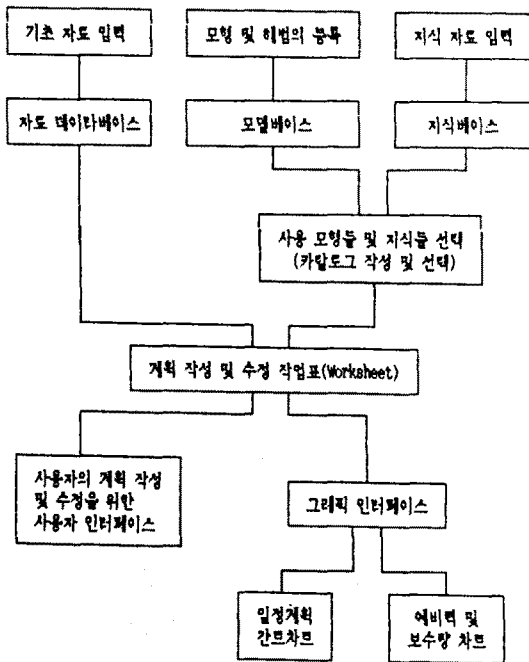 기초 자료 입력
모형 및 해법의 등록
지식 자료 입력
자료 데이타베이스
모델베이스
지식베이스
사용 모형들 및 지식들 선택
(카탈로그 작성 및 선택)
계획 작성 및 수정 작업표(Worksheet)
사용자의 계획 작성
및 수정을 위한
사용자 인터페이스
그래픽 인터페이스
일정계획
간트차트
예비력 및
보수량 차트